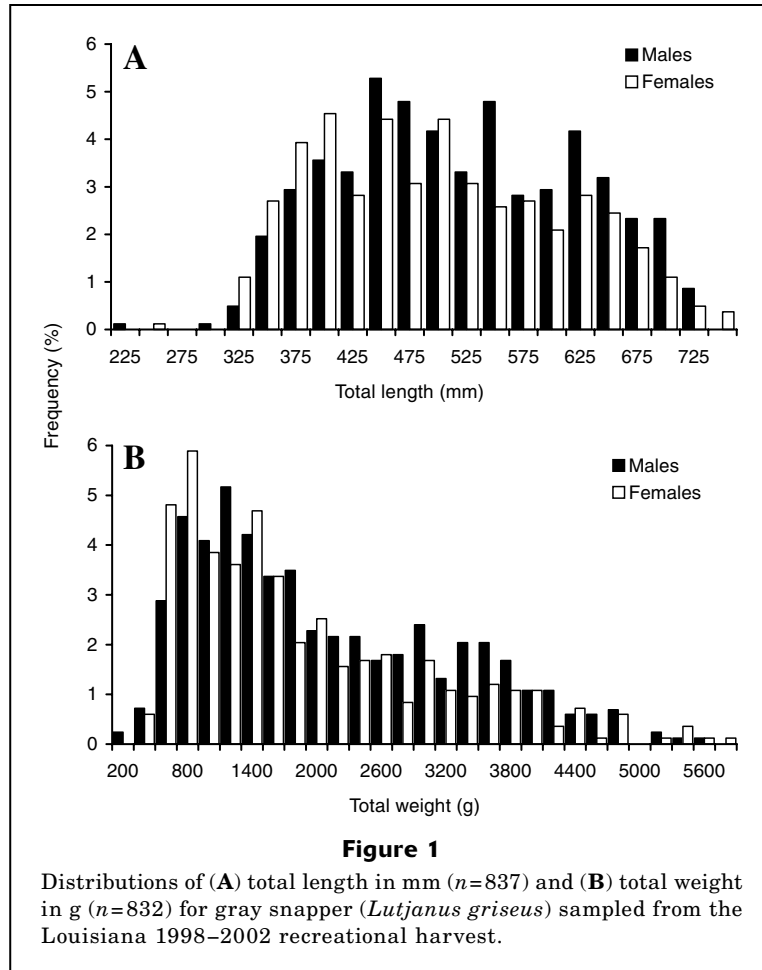 A
Males
Females
6
5
4
3
2
1
0
225 275 325 375 425 475 525 575 625 675 725
Total length (mm)
Frequency (%)
B
Males
Females
6
5
4
3
2
1
0
200 800 1400 2000 2600 3200 3800 4400 5000 5600
Total weight (g)
Figure 1
Distributions of (A) total length in mm (n=837) and (B) total weight
in g (n=832) for gray snapper (Lutjanus griseus) sampled from the
Louisiana 1998–2002 recreational harvest.